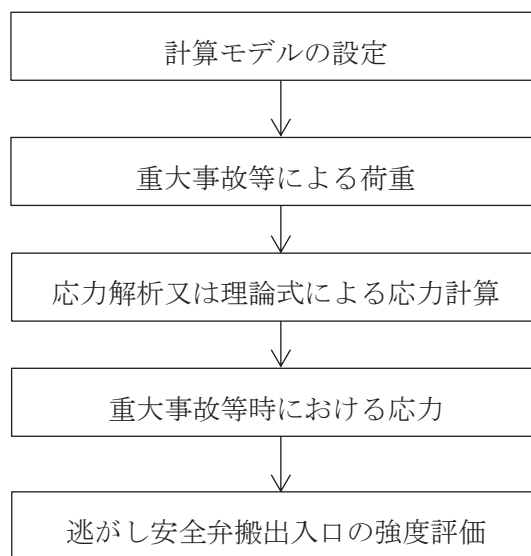 計算モデルの設定
重大事故等による荷重
応力解析又は理論式による応力計算
重大事故等時における応力
逃がし安全弁搬出入口の強度評価